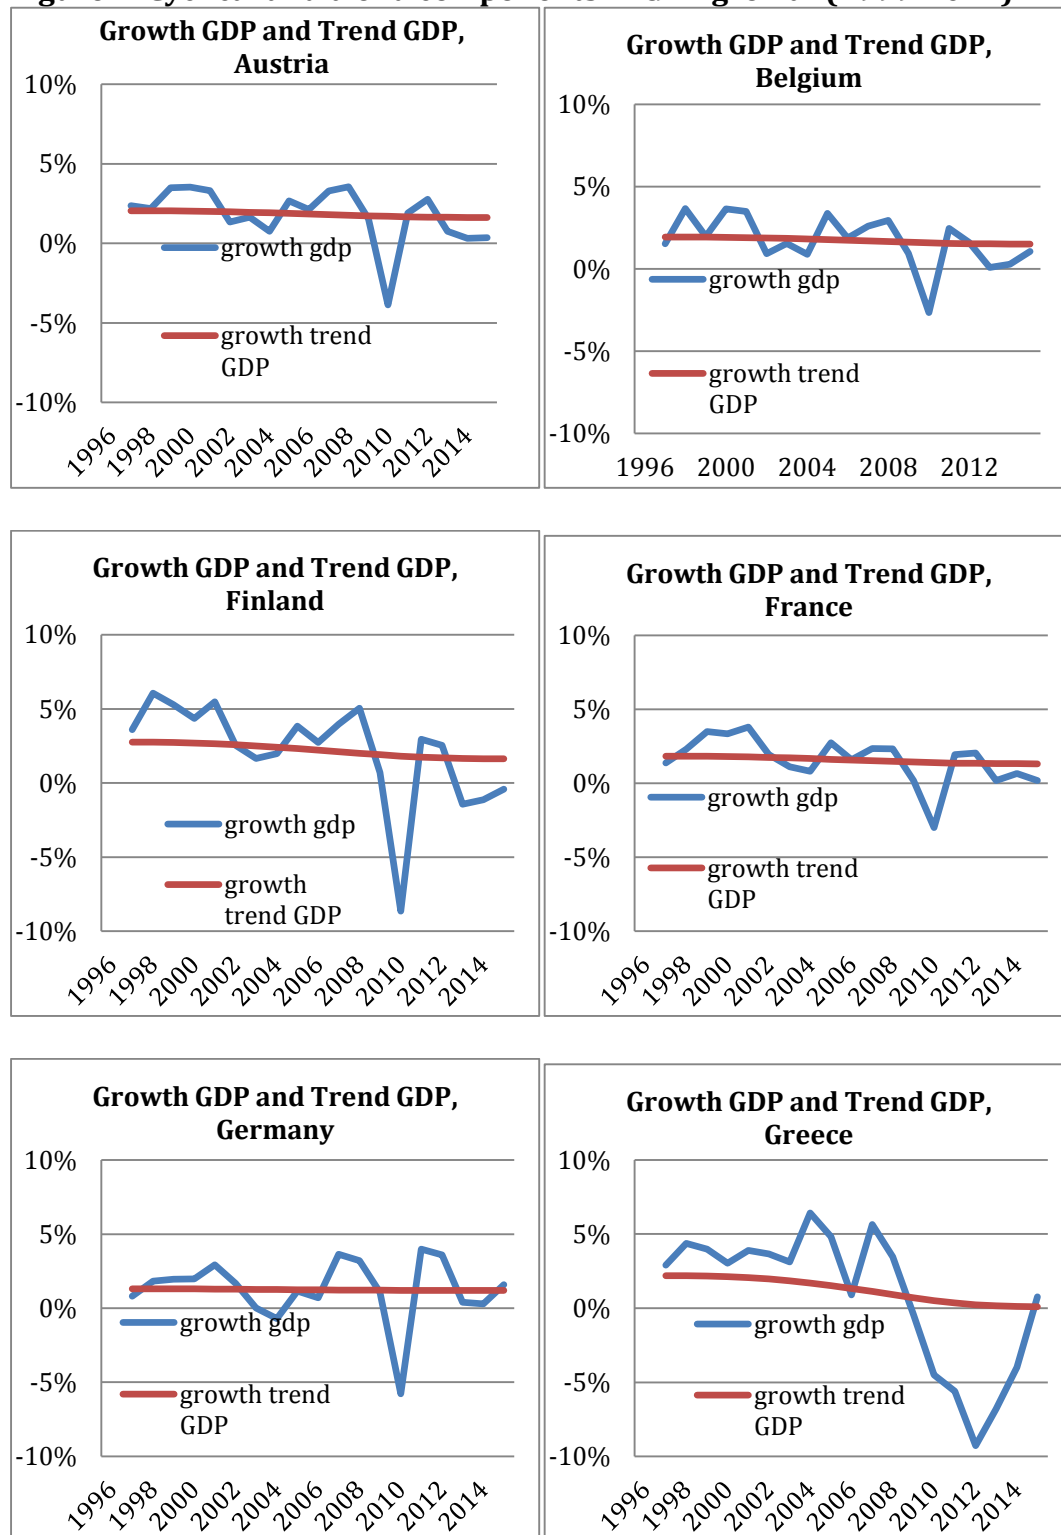 Growth GDP and Trend GDP,
Austria
10%
5%
0%
-5%
-10%
growth gdp
growth trend
GDP
1996 1998 2000 2002 2004 2006 2008 2010 2012 2014
Growth GDP and Trend GDP,
Belgium
10%
5%
0%
-5%
-10%
growth gdp
growth trend
GDP
1996 2000 2004 2008 2012
Growth GDP and Trend GDP,
Finland
10%
5%
0%
-5%
-10%
growth gdp
growth
trend GDP
1996 1998 2000 2002 2004 2006 2008 2010 2012 2014
Growth GDP and Trend GDP,
France
10%
5%
0%
-5%
-10%
growth gdp
growth trend
GDP
1996 1998 2000 2002 2004 2006 2008 2010 2012 2014
Growth GDP and Trend GDP,
Germany
10%
5%
0%
-5%
-10%
growth gdp
growth trend
GDP
1996 1998 2000 2002 2004 2006 2008 2010 2012 2014
Growth GDP and Trend GDP,
Greece
10%
5%
0%
-5%
-10%
growth gdp
growth trend
GDP
1996 1998 2000 2002 2004 2006 2008 2010 2012 2014